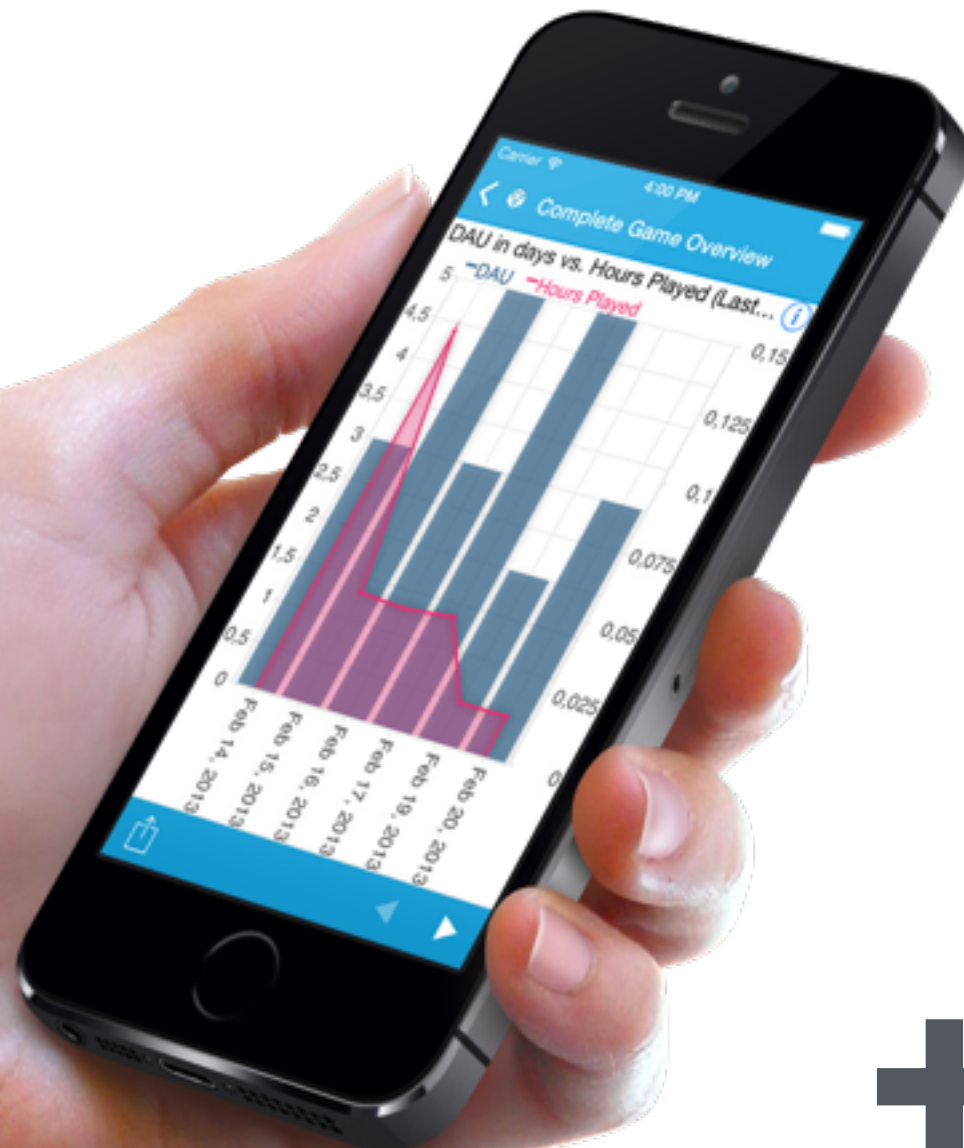 Carrier
4:00 PM
Complete Game Overview
DAU in days vs. Hours Played (Last...
DAU
Hours Played
5
4,5
4
3,5
3
2,5
2
1,5
1
0,5
0
0,15
0,125
0,1
0,075
0,05
0,025
0
Feb 14, 2013
Feb 15, 2013
Feb 16, 2013
Feb 17, 2013
Feb 19, 2013
Feb 20, 2013